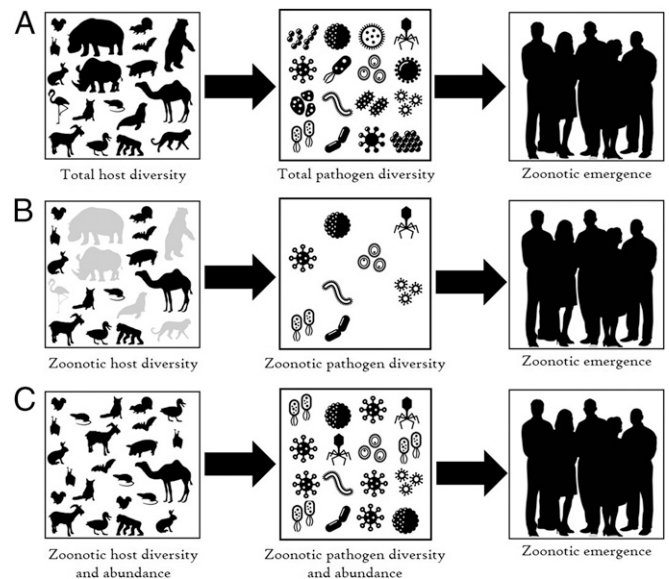 A
Total host diversity
Total pathogen diversity
Zoonotic emergence
B
Zoonotic host diversity
Zoonotic pathogen diversity
Zoonotic emergence
C
Zoonotic host diversity
and abundance
Zoonotic pathogen diversity
and abundance
Zoonotic emergence